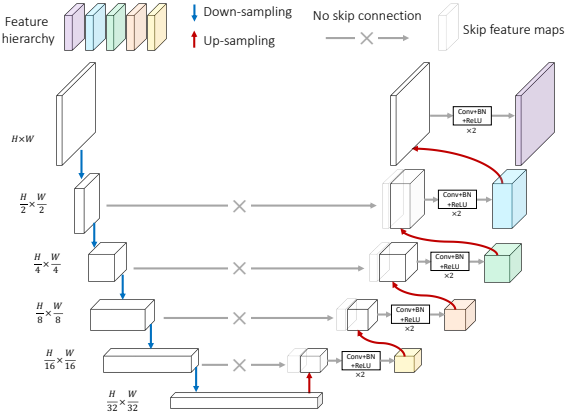 Feature
hierarchy
Down-sampling
Up-sampling
No skip connection
Skip feature maps
H×W
Conv+BN
+ReLU
×2
H/2 × W/2
Conv+BN
+ReLU
×2
H/4 × W/4
Conv+BN
+ReLU
×2
H/8 × W/8
Conv+BN
+ReLU
×2
H/16 × W/16
Conv+BN
+ReLU
×2
H/32 × W/32